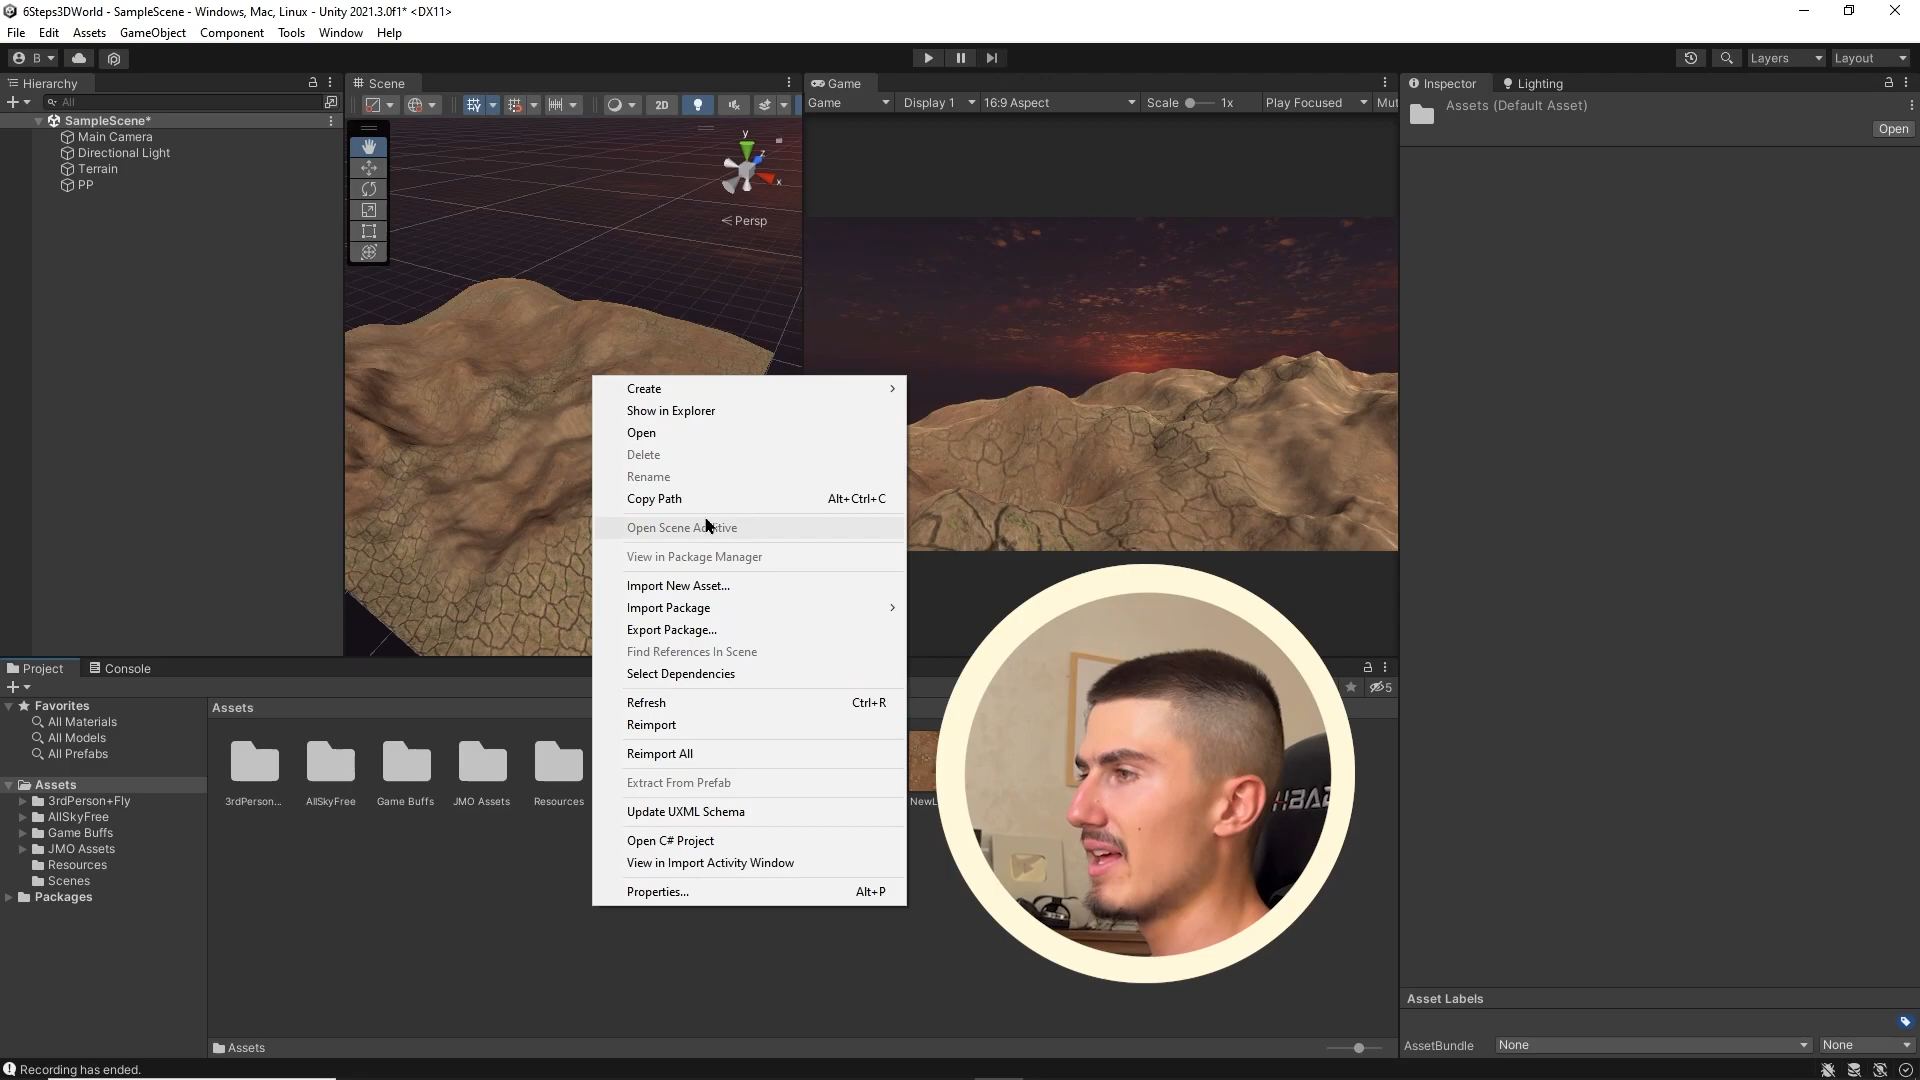 6Steps3DWorld - SampleScene - Windows, Mac, Linux - Unity 2021.3.0f1* <DX11>
File Edit Assets GameObject Component Tools Window Help
B Layers Layout
Hierarchy
All
SampleScene*
Main Camera
Directional Light
Terrain
PP
Scene
2D
y
z
x
Persp
Game
Game Display 1 16:9 Aspect Scale 1x Play Focused
Inspector Lighting
Assets (Default Asset)
Open
Create
Show in Explorer
Open
Delete
Rename
Copy Path Alt+Ctrl+C
Open Scene Additive
View in Package Manager
Import New Asset...
Import Package
Export Package...
Find References In Scene
Select Dependencies
Refresh Ctrl+R
Reimport
Reimport All
Extract From Prefab
Update UXML Schema
Open C# Project
View in Import Activity Window
Properties... Alt+P
Project Console
5
Favorites
All Materials
All Models
All Prefabs
Assets
3rdPerson+Fly
AllSkyFree
Game Buffs
JMO Assets
Resources
Scenes
Packages
Assets
3rdPerson... AllSkyFree Game Buffs JMO Assets Resources
Assets
Asset Labels
AssetBundle None None
Recording has ended.